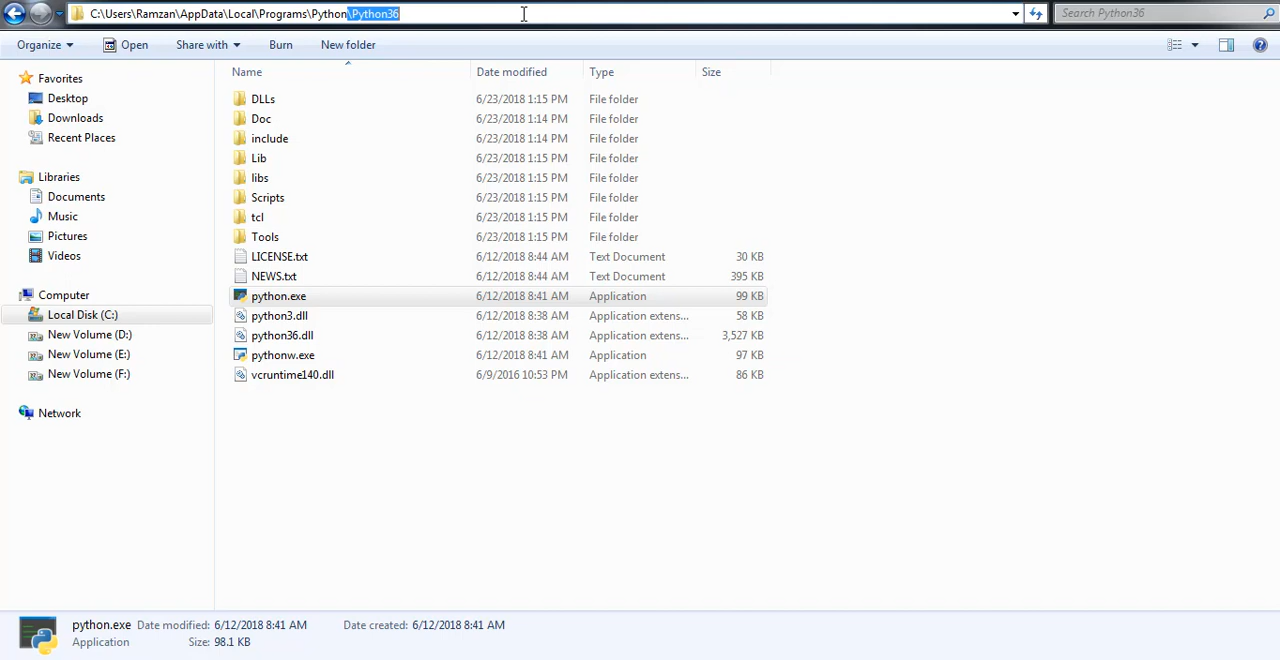 C:\Users\Ramzan\AppData\Local\Programs\Python\Python36
Search Python36
Organize Open Share with Burn New folder
Favorites
Desktop
Downloads
Recent Places
Libraries
Documents
Music
Pictures
Videos
Computer
Local Disk (C:)
New Volume (D:)
New Volume (E:)
New Volume (F:)
Network
Name Date modified Type Size
DLLs 6/23/2018 1:15 PM File folder
Doc 6/23/2018 1:14 PM File folder
include 6/23/2018 1:14 PM File folder
Lib 6/23/2018 1:15 PM File folder
libs 6/23/2018 1:15 PM File folder
Scripts 6/23/2018 1:15 PM File folder
tcl 6/23/2018 1:15 PM File folder
Tools 6/23/2018 1:15 PM File folder
LICENSE.txt 6/12/2018 8:44 AM Text Document 30 KB
NEWS.txt 6/12/2018 8:44 AM Text Document 395 KB
python.exe 6/12/2018 8:41 AM Application 99 KB
python3.dll 6/12/2018 8:38 AM Application extens... 58 KB
python36.dll 6/12/2018 8:38 AM Application extens... 3,527 KB
pythonw.exe 6/12/2018 8:41 AM Application 97 KB
vcruntime140.dll 6/9/2016 10:53 PM Application extens... 86 KB
python.exe Date modified: 6/12/2018 8:41 AM Date created: 6/12/2018 8:41 AM
Application Size: 98.1 KB